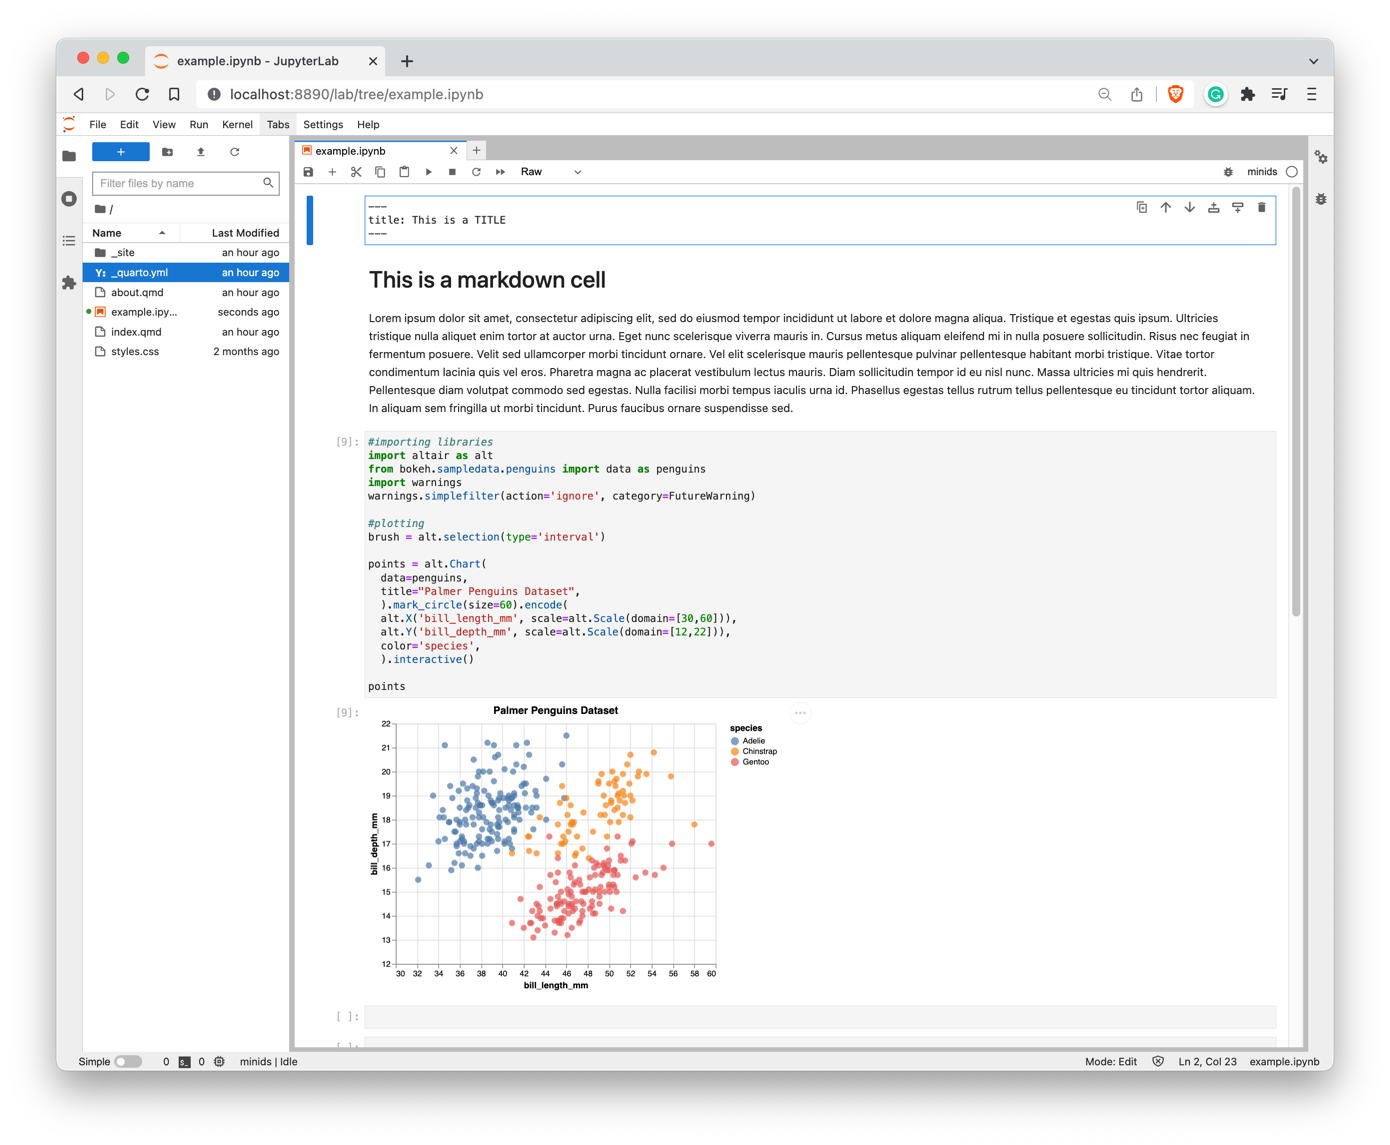 example.ipynb - JupyterLab
localhost:8890/lab/tree/example.ipynb
File Edit View Run Kernel Tabs Settings Help
Filter files by name
/
Name Last Modified
_site an hour ago
Y: _quarto.yml an hour ago
about.qmd an hour ago
example.ipy... seconds ago
index.qmd an hour ago
styles.css 2 months ago
example.ipynb
Raw
minids
---
title: This is a TITLE
---
This is a markdown cell
Lorem ipsum dolor sit amet, consectetur adipiscing elit, sed do eiusmod tempor incididunt ut labore et dolore magna aliqua. Tristique et egestas quis ipsum. Ultricies
tristique nulla aliquet enim tortor at auctor urna. Eget nunc scelerisque viverra mauris in. Cursus metus aliquam eleifend mi in nulla posuere sollicitudin. Risus nec feugiat in
fermentum posuere. Velit sed ullamcorper morbi tincidunt ornare. Vel elit scelerisque mauris pellentesque pulvinar pellentesque habitant morbi tristique. Vitae tortor
condimentum lacinia quis vel eros. Pharetra magna ac placerat vestibulum lectus mauris. Diam sollicitudin tempor id eu nisl nunc. Massa ultricies mi quis hendrerit.
Pellentesque diam volutpat commodo sed egestas. Nulla facilisi morbi tempus iaculis urna id. Phasellus egestas tellus rutrum tellus pellentesque eu tincidunt tortor aliquam.
In aliquam sem fringilla ut morbi tincidunt. Purus faucibus ornare suspendisse sed.
[9]: #importing libraries
import altair as alt
from bokeh.sampledata.penguins import data as penguins
import warnings
warnings.simplefilter(action='ignore', category=FutureWarning)
#plotting
brush = alt.selection(type='interval')
points = alt.Chart(
data=penguins,
title="Palmer Penguins Dataset",
).mark_circle(size=60).encode(
alt.X('bill_length_mm', scale=alt.Scale(domain=[30,60])),
alt.Y('bill_depth_mm', scale=alt.Scale(domain=[12,22])),
color='species',
).interactive()
points
[9]:
Palmer Penguins Dataset
species
Adelie
Chinstrap
Gentoo
22
21
20
19
18
17
16
15
14
13
12
bill_depth_mm
30 32 34 36 38 40 42 44 46 48 50 52 54 56 58 60
bill_length_mm
[ ]:
[ ]:
Simple 0 $_ 0 minids | Idle
Mode: Edit Ln 2, Col 23 example.ipynb